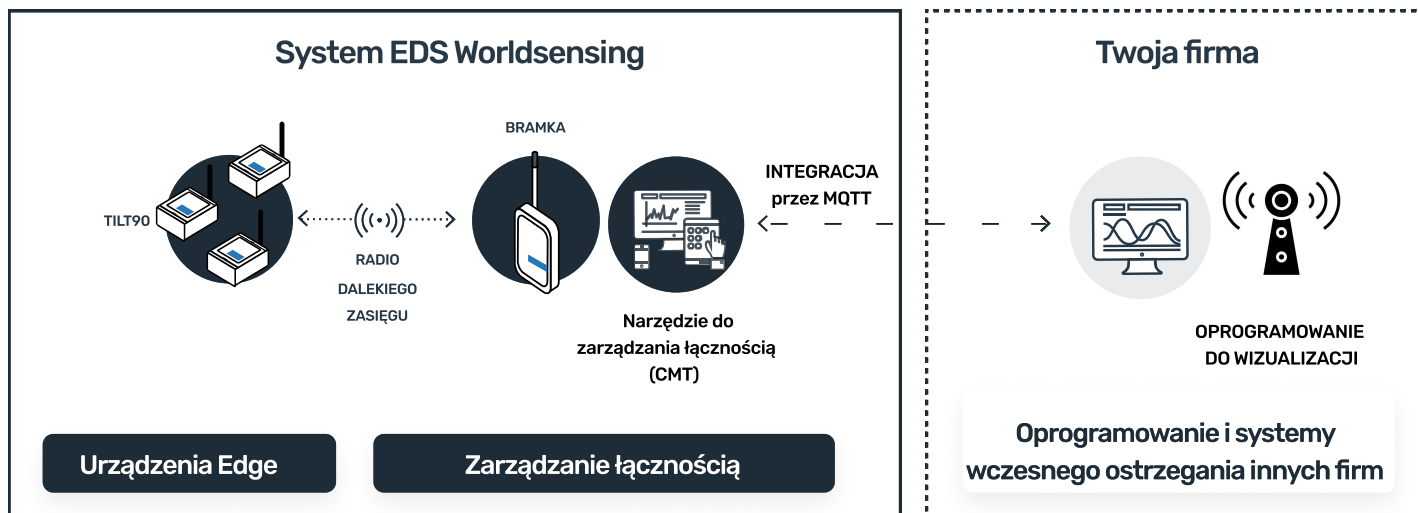 System EDS Worldsensing
TILT90
RADIO
DALEKIEGO
ZASIĘGU
BRAMKA
Narzędzie do
zarządzania łącznością
(CMT)
INTEGRACJA
przez MQTT
Urządzenia Edge
Zarządzanie łącznością
Twoja firma
OPROGRAMOWANIE
DO WIZUALIZACJI
Oprogramowanie i systemy
wczesnego ostrzegania innych firm